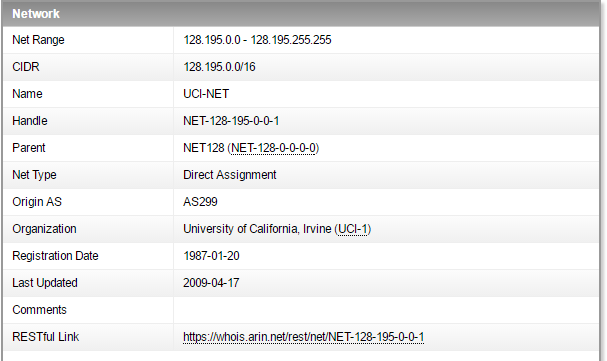 Network
Net Range 128.195.0.0 - 128.195.255.255
CIDR 128.195.0.0/16
Name UCI-NET
Handle NET-128-195-0-0-1
Parent NET128 (NET-128-0-0-0-0)
Net Type Direct Assignment
Origin AS AS299
Organization University of California, Irvine (UCI-1)
Registration Date 1987-01-20
Last Updated 2009-04-17
Comments
RESTful Link https://whois.arin.net/rest/net/NET-128-195-0-0-1